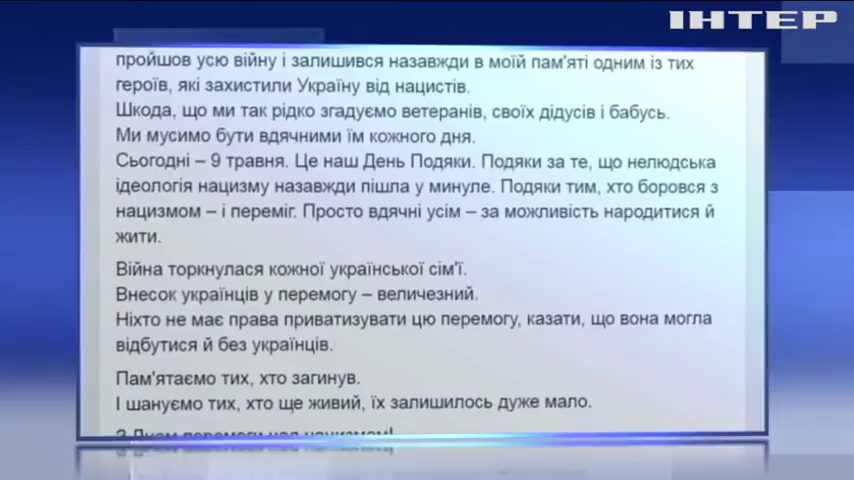 ІНТЕР
пройшов усю війну і залишився назавжди в моїй пам'яті одним із тих
героїв, які захистили Україну від нацистів.
Шкода, що ми так рідко згадуємо ветеранів, своїх дідусів і бабусь.
Ми мусимо бути вдячними їм кожного дня.
Сьогодні – 9 травня. Це наш День Подяки. Подяки за те, що нелюдська
ідеологія нацизму назавжди пішла у минуле. Подяки тим, хто боровся з
нацизмом – і переміг. Просто вдячні усім – за можливість народитися й
жити.
Війна торкнулася кожної української сім'ї.
Внесок українців у перемогу – величезний.
Ніхто не має права приватизувати цю перемогу, казати, що вона могла
відбутися й без українців.
Пам'ятаємо тих, хто загинув.
І шануємо тих, хто ще живий, їх залишилось дуже мало.
З Днем перемоги над нацизмом!